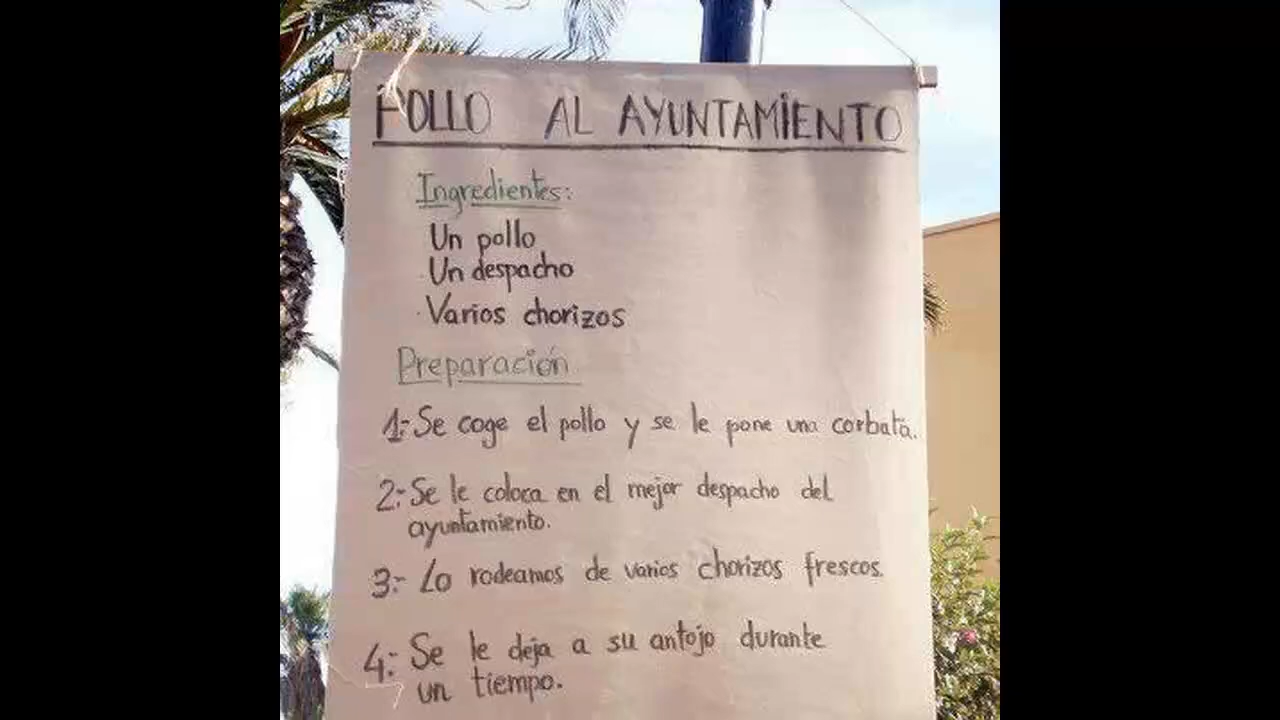 POLLO AL AYUNTAMIENTO
Ingredientes:
Un pollo
Un despacho
Varios chorizos
Preparación
1:- Se coge el pollo y se le pone una corbata.
2:- Se le coloca en el mejor despacho del
ayuntamiento.
3:- Lo rodeamos de varios chorizos frescos.
4:- Se le deja a su antojo durante
un tiempo.